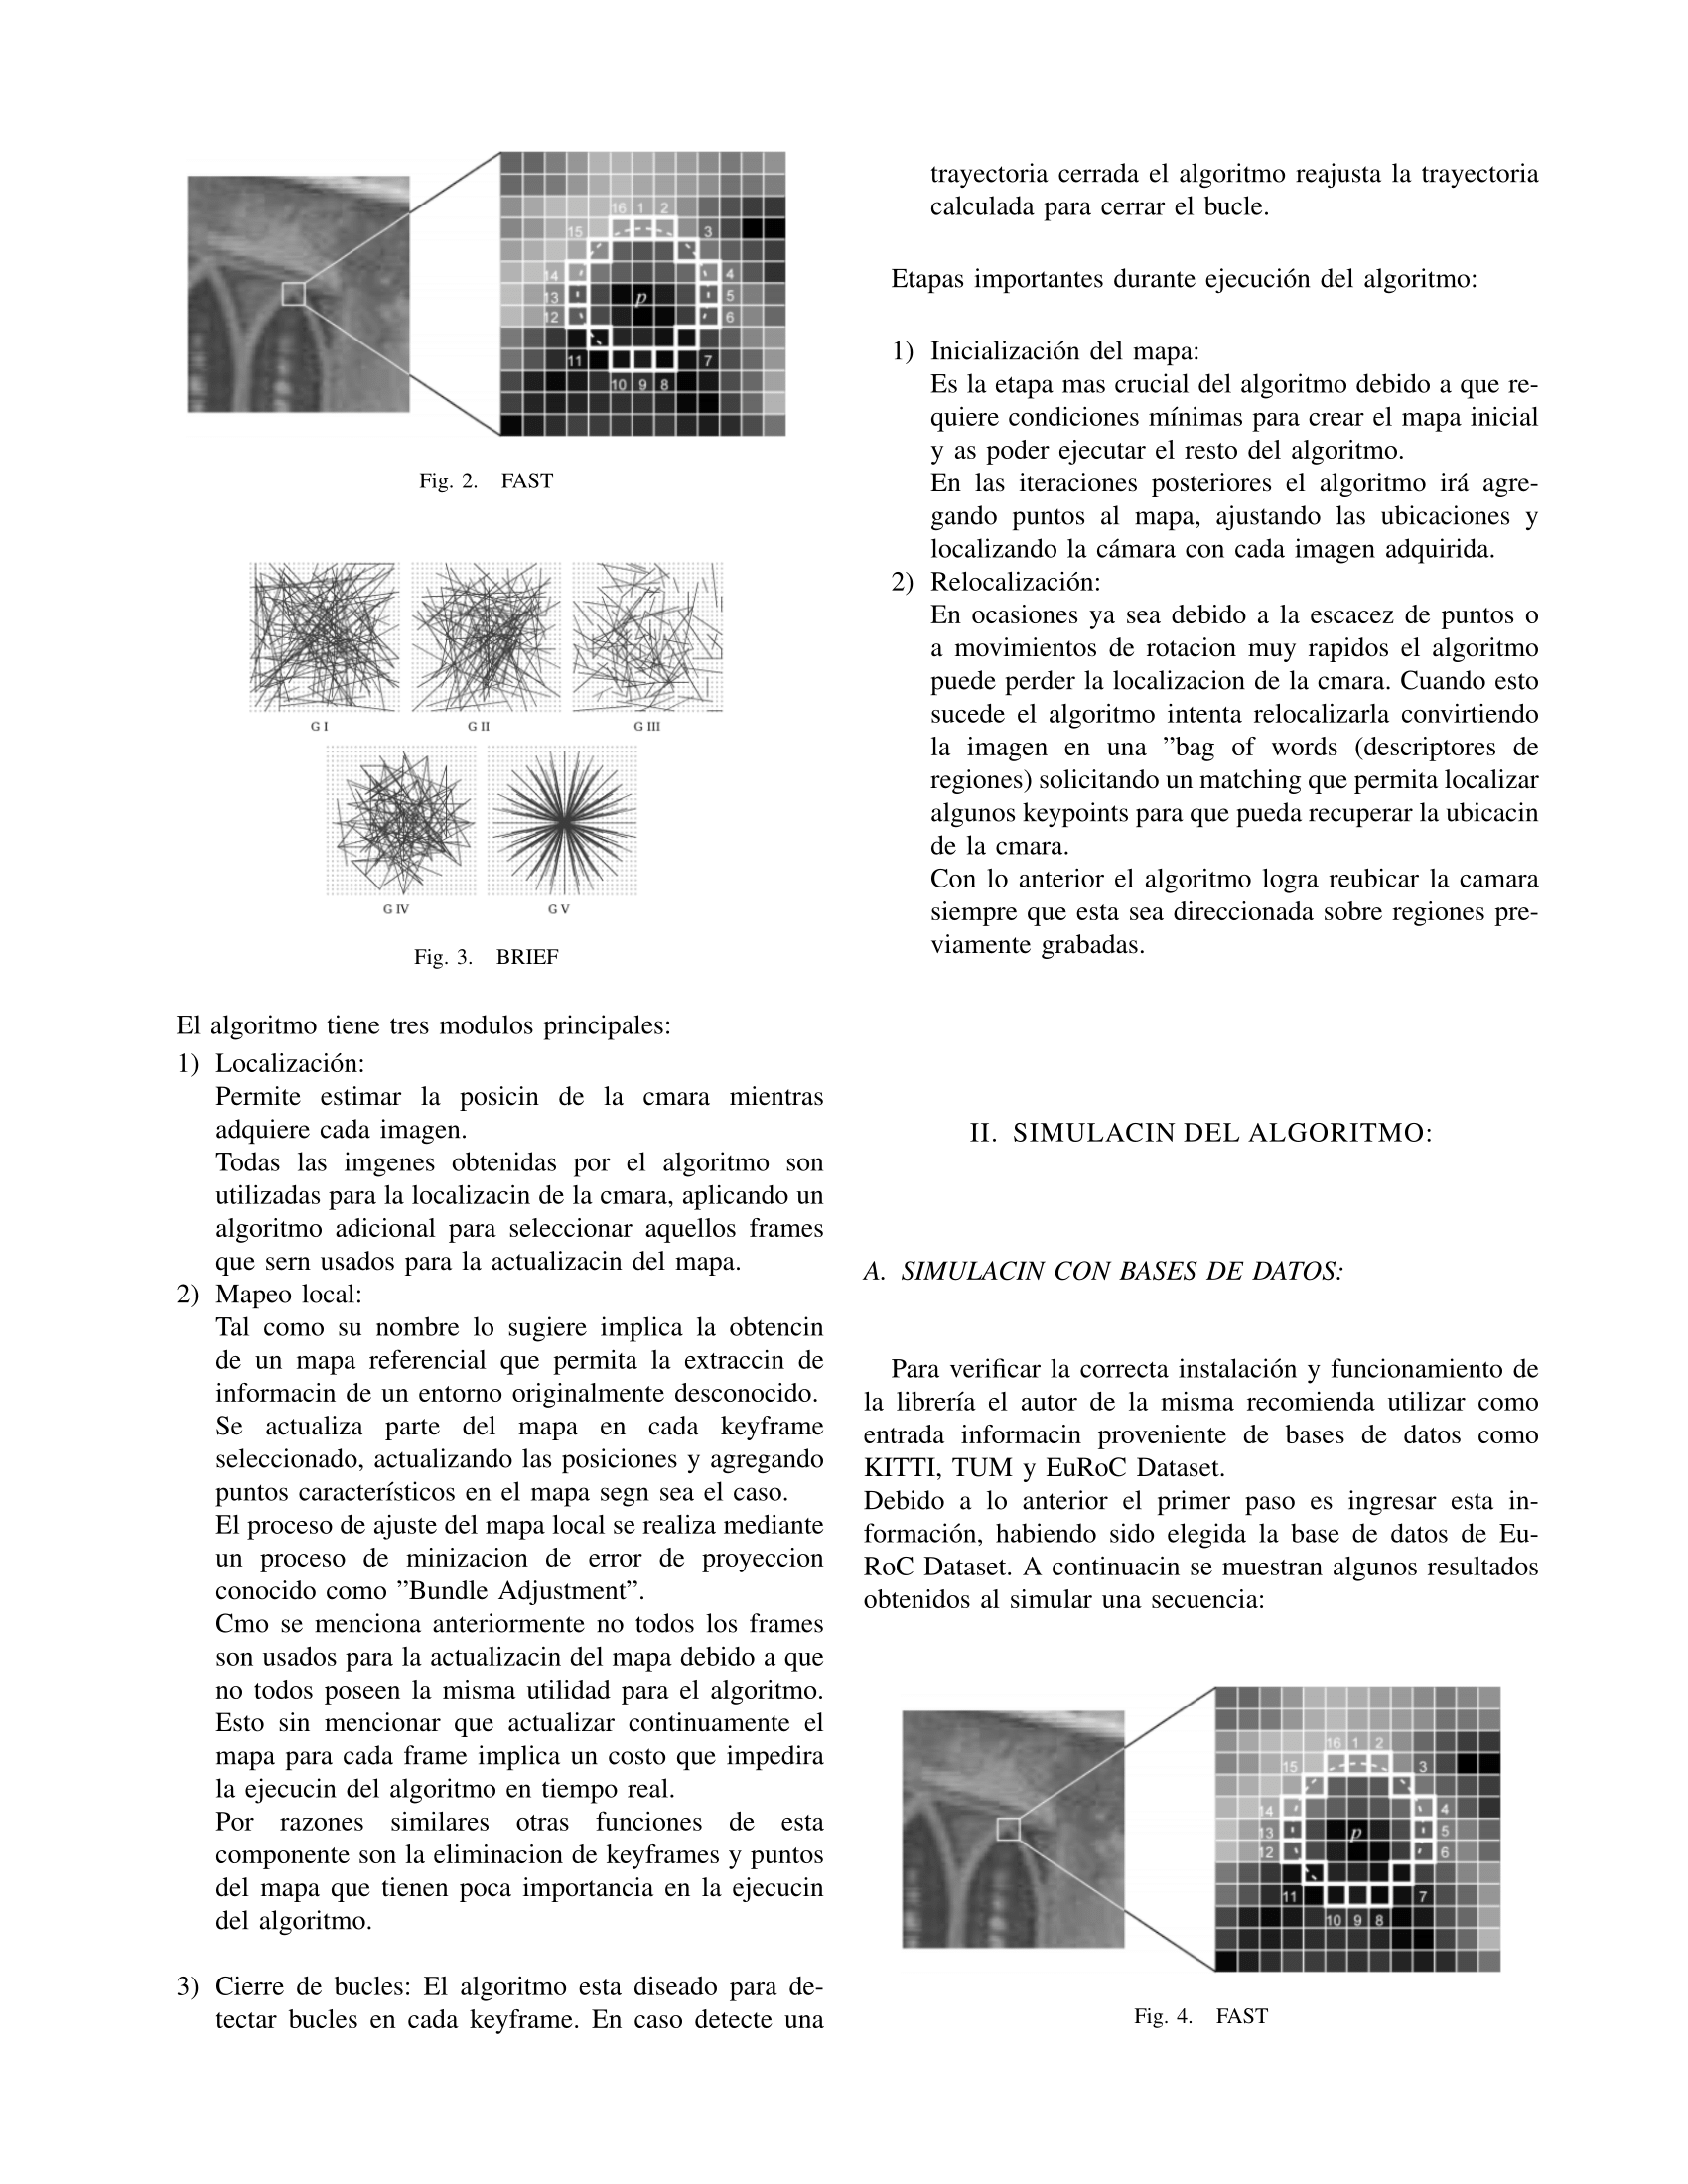 16 1 2
15 3
14 4
13 p 5
12 6
11 7
10 9 8
Fig. 2. FAST
G I G II G III
G IV G V
Fig. 3. BRIEF
El algoritmo tiene tres modulos principales:
1) Localización:
Permite estimar la posicin de la cmara mientras
adquiere cada imagen.
Todas las imgenes obtenidas por el algoritmo son
utilizadas para la localizacin de la cmara, aplicando un
algoritmo adicional para seleccionar aquellos frames
que sern usados para la actualizacin del mapa.
2) Mapeo local:
Tal como su nombre lo sugiere implica la obtencin
de un mapa referencial que permita la extraccin de
informacin de un entorno originalmente desconocido.
Se actualiza parte del mapa en cada keyframe
seleccionado, actualizando las posiciones y agregando
puntos característicos en el mapa segn sea el caso.
El proceso de ajuste del mapa local se realiza mediante
un proceso de minizacion de error de proyeccion
conocido como ”Bundle Adjustment”.
Cmo se menciona anteriormente no todos los frames
son usados para la actualizacin del mapa debido a que
no todos poseen la misma utilidad para el algoritmo.
Esto sin mencionar que actualizar continuamente el
mapa para cada frame implica un costo que impedira
la ejecucin del algoritmo en tiempo real.
Por razones similares otras funciones de esta
componente son la eliminacion de keyframes y puntos
del mapa que tienen poca importancia en la ejecucin
del algoritmo.
3) Cierre de bucles: El algoritmo esta diseado para de-
tectar bucles en cada keyframe. En caso detecte una
trayectoria cerrada el algoritmo reajusta la trayectoria
calculada para cerrar el bucle.
Etapas importantes durante ejecución del algoritmo:
1) Inicialización del mapa:
Es la etapa mas crucial del algoritmo debido a que re-
quiere condiciones mínimas para crear el mapa inicial
y as poder ejecutar el resto del algoritmo.
En las iteraciones posteriores el algoritmo irá agre-
gando puntos al mapa, ajustando las ubicaciones y
localizando la cámara con cada imagen adquirida.
2) Relocalización:
En ocasiones ya sea debido a la escacez de puntos o
a movimientos de rotacion muy rapidos el algoritmo
puede perder la localizacion de la cmara. Cuando esto
sucede el algoritmo intenta relocalizarla convirtiendo
la imagen en una ”bag of words (descriptores de
regiones) solicitando un matching que permita localizar
algunos keypoints para que pueda recuperar la ubicacin
de la cmara.
Con lo anterior el algoritmo logra reubicar la camara
siempre que esta sea direccionada sobre regiones pre-
viamente grabadas.
II. SIMULACIN DEL ALGORITMO:
A. SIMULACIN CON BASES DE DATOS:
Para verificar la correcta instalación y funcionamiento de
la librería el autor de la misma recomienda utilizar como
entrada informacin proveniente de bases de datos como
KITTI, TUM y EuRoC Dataset.
Debido a lo anterior el primer paso es ingresar esta in-
formación, habiendo sido elegida la base de datos de Eu-
RoC Dataset. A continuacin se muestran algunos resultados
obtenidos al simular una secuencia:
16 1 2
15 3
14 4
13 p 5
12 6
11 7
10 9 8
Fig. 4. FAST